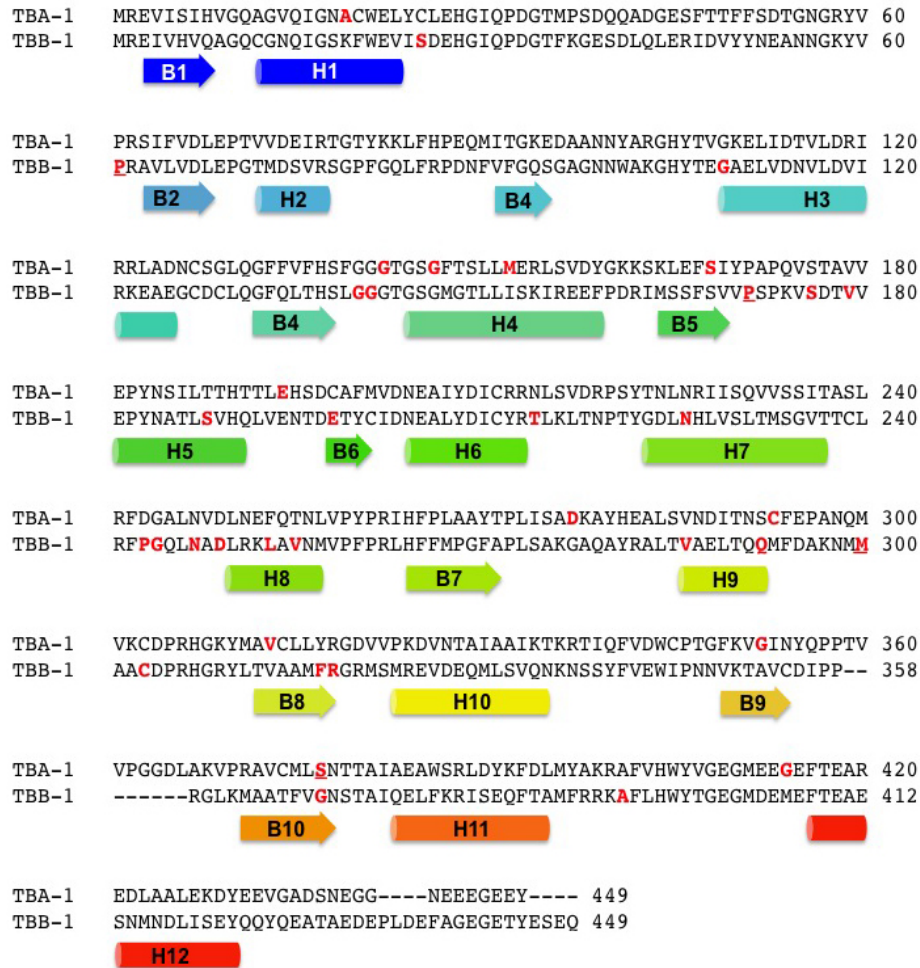 TBA-1 MREVISIHVGQAGVQIGNACWELYCLEHGIQPDGTMPSDQQADGESFTTFFSDTGNGRYV 60
TBB-1 MREIVHVQAGQCGNQIGSKFWEVISDEHGIQPDGTFKGESDLQLERIDVYYNEANNGKYV 60
B1 H1
TBA-1 PRSIFVDLEPTVVDEIRTGTYKKLFHPEQMITGKEDAANNYARGHYTVGKELIDTVLDRI 120
TBB-1 PRAVLVDLEPGTMDSVRSGPFGQLFRPDNFVFGQSGAGNNWAKGHYTEGAELVDNVLDVI 120
B2 H2 B4 H3
TBA-1 RRLADNCSGLQGFFVFHSFGGGTGSGFTSLLMERLSVDYGKKSKLEFSIYPAPQVSTAVV 180
TBB-1 RKEAEGCDCLQGFQLTHSLGGGTGSGMGTLLISKIREEFPDRIMSSFSVVPSPKVSDTVV 180
B4 H4 B5
TBA-1 EPYNSILTTHTTLEHSDCAFMVDNEAIYDICRRNLSVDRPSYTNLNRIISQVVSSITASL 240
TBB-1 EPYNATLSVHQLVENTDETYCIDNEALYDICYRTLKLTNPTYGDLNHLVSLTMSGVTTCL 240
H5 B6 H6 H7
TBA-1 RFDGALNVDLNEFQTNLVPYPRIHFPLAAYTPLISADKAYHEALSVNDITNSCFEPANQM 300
TBB-1 RFPGQLNADLRKLAVNMVPFPRLHFFMPGFAPLSAKGAQAYRALTVAELTQQMFDAKNMM 300
H8 B7 H9
TBA-1 VKCDPRHGKYMAVCLLYRGDVVPKDVNTAIAAIKTKRTIQFVDWCPTGFKVGINYQPPTV 360
TBB-1 AACDPRHGRYLTVAAMFRGRMSMREVDEQMLSVQNKNSSYFVEWIPNNVKTAVCDIPP-- 358
B8 H10 B9
TBA-1 VPGGDLAKVPRAVCMLSNTTAIAEAWSRLDYKFDLMYAKRAFVHWYVGEGMEEGEFTEAR 420
TBB-1 ------RGLKMAATFVGNSTAIQELFKRISEQFTAMFRRKAFLHWYTGEGMDEMEFTEAE 412
B10 H11
TBA-1 EDLAALEKDYEEVGADSNEGG----NEEEGEEY---- 449
TBB-1 SNMNDLISEYQQYQEATAEDEPLDEFAGEGETYESEQ 449
H12